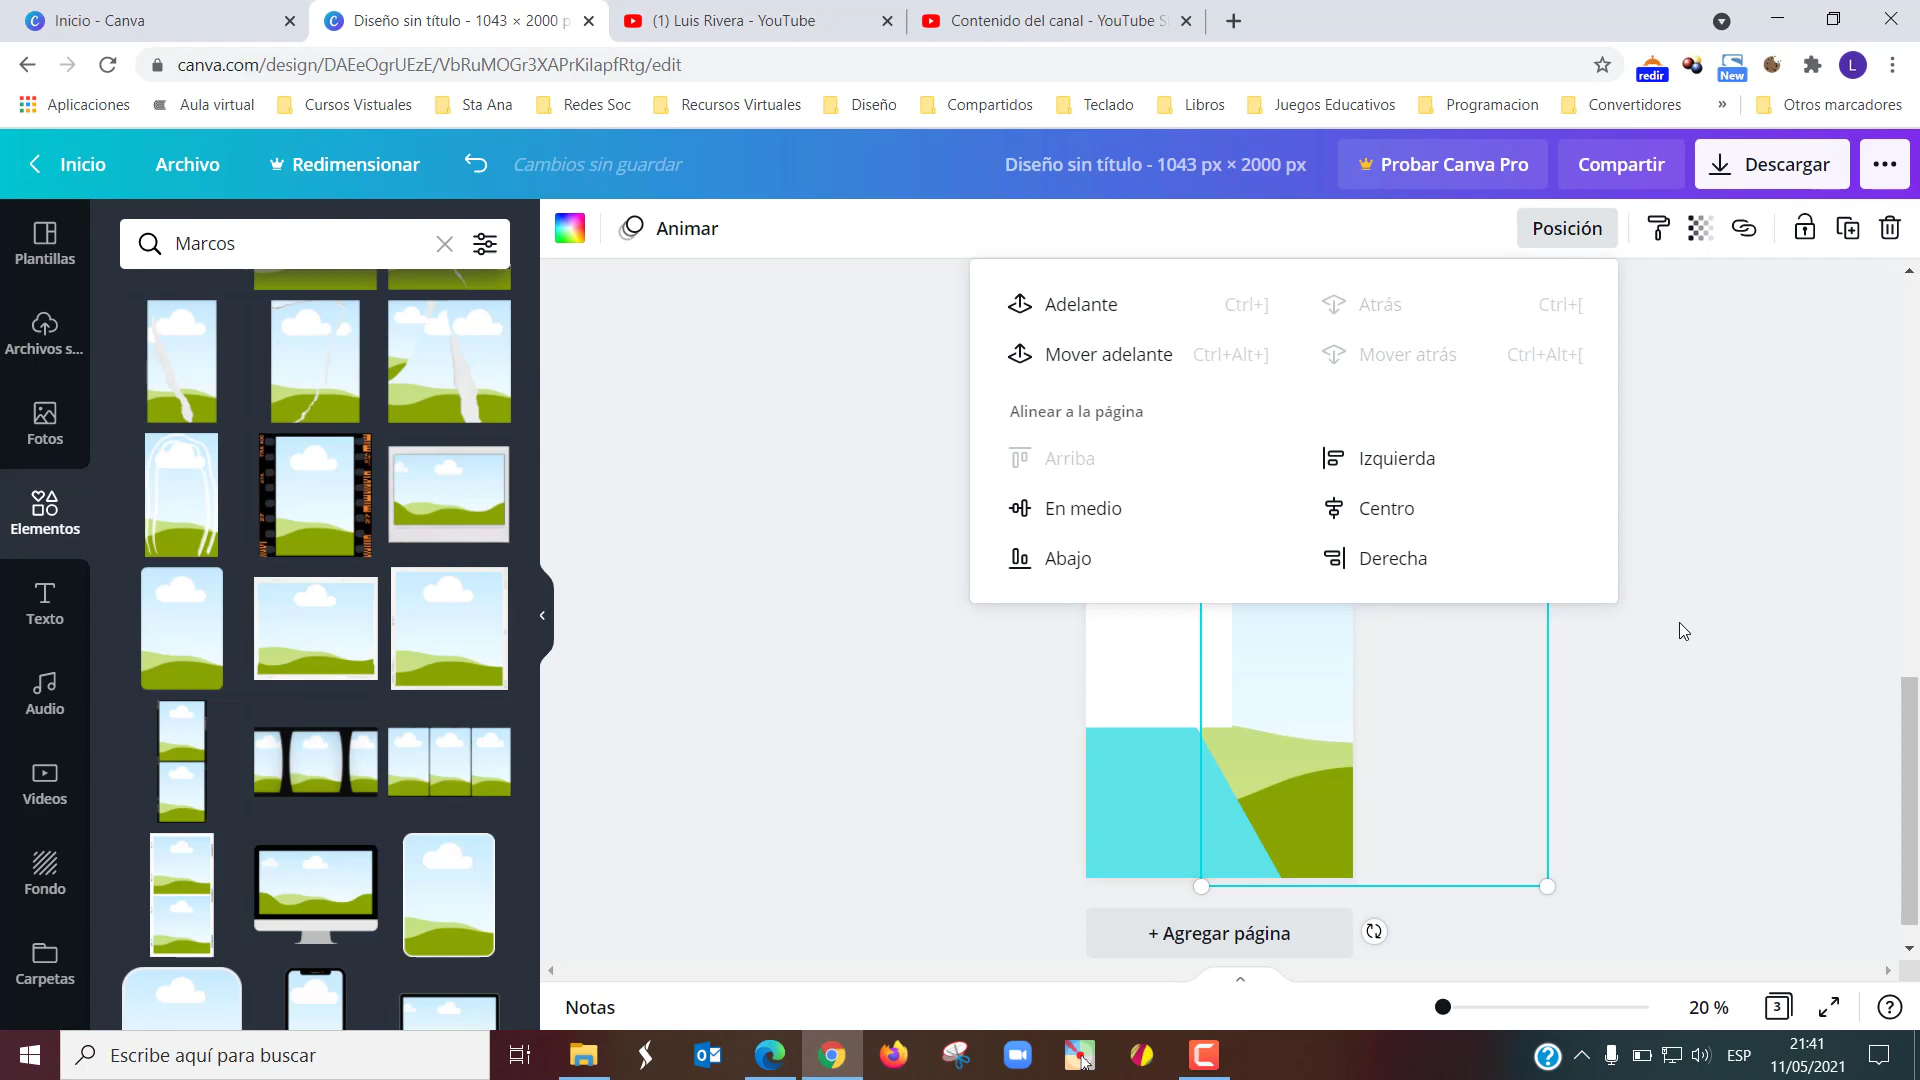 Inicio - Canva
Diseño sin título - 1043 × 2000 p
(1) Luis Rivera - YouTube
Contenido del canal - YouTube S
canva.com/design/DAEeOgrUEzE/VbRuMOGr3XAPrKiIapfRtg/edit
redir
New
L
Aplicaciones
Aula virtual
Cursos Vistuales
Sta Ana
Redes Soc
Recursos Virtuales
Diseño
Compartidos
Teclado
Libros
Juegos Educativos
Programacion
Convertidores
»
Otros marcadores
Inicio
Archivo
Redimensionar
Cambios sin guardar
Diseño sin título - 1043 px × 2000 px
Probar Canva Pro
Compartir
Descargar
Plantillas
Archivos s...
Fotos
Elementos
Texto
Audio
Videos
Fondo
Carpetas
Marcos
Animar
Posición
Adelante Ctrl+]
Atrás Ctrl+[
Mover adelante Ctrl+Alt+]
Mover atrás Ctrl+Alt+[
Alinear a la página
Arriba
Izquierda
En medio
Centro
Abajo
Derecha
+ Agregar página
Notas
20 %
3
Escribe aquí para buscar
ESP
21:41
11/05/2021